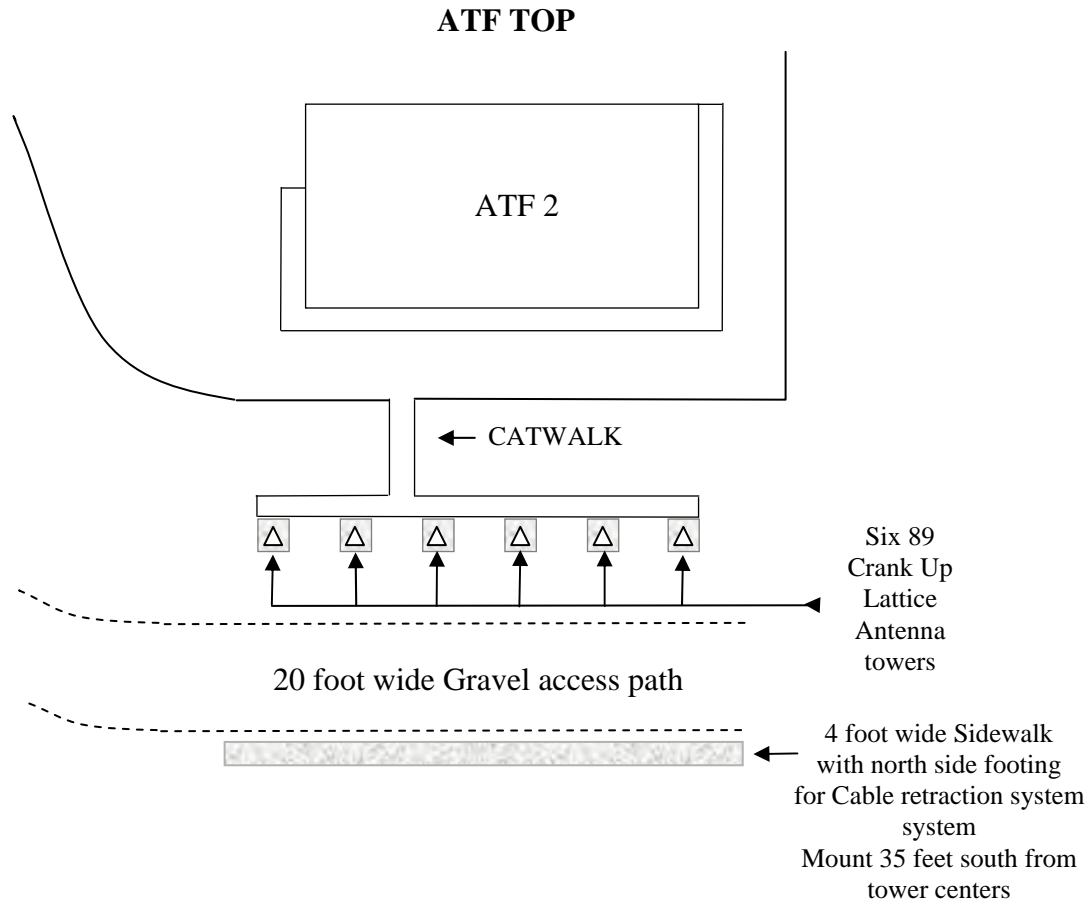 ATF TOP
ATF 2
CATWALK
Six 89
Crank Up
Lattice
Antenna
towers
20 foot wide Gravel access path
4 foot wide Sidewalk
with north side footing
for Cable retraction system
system
Mount 35 feet south from
tower centers